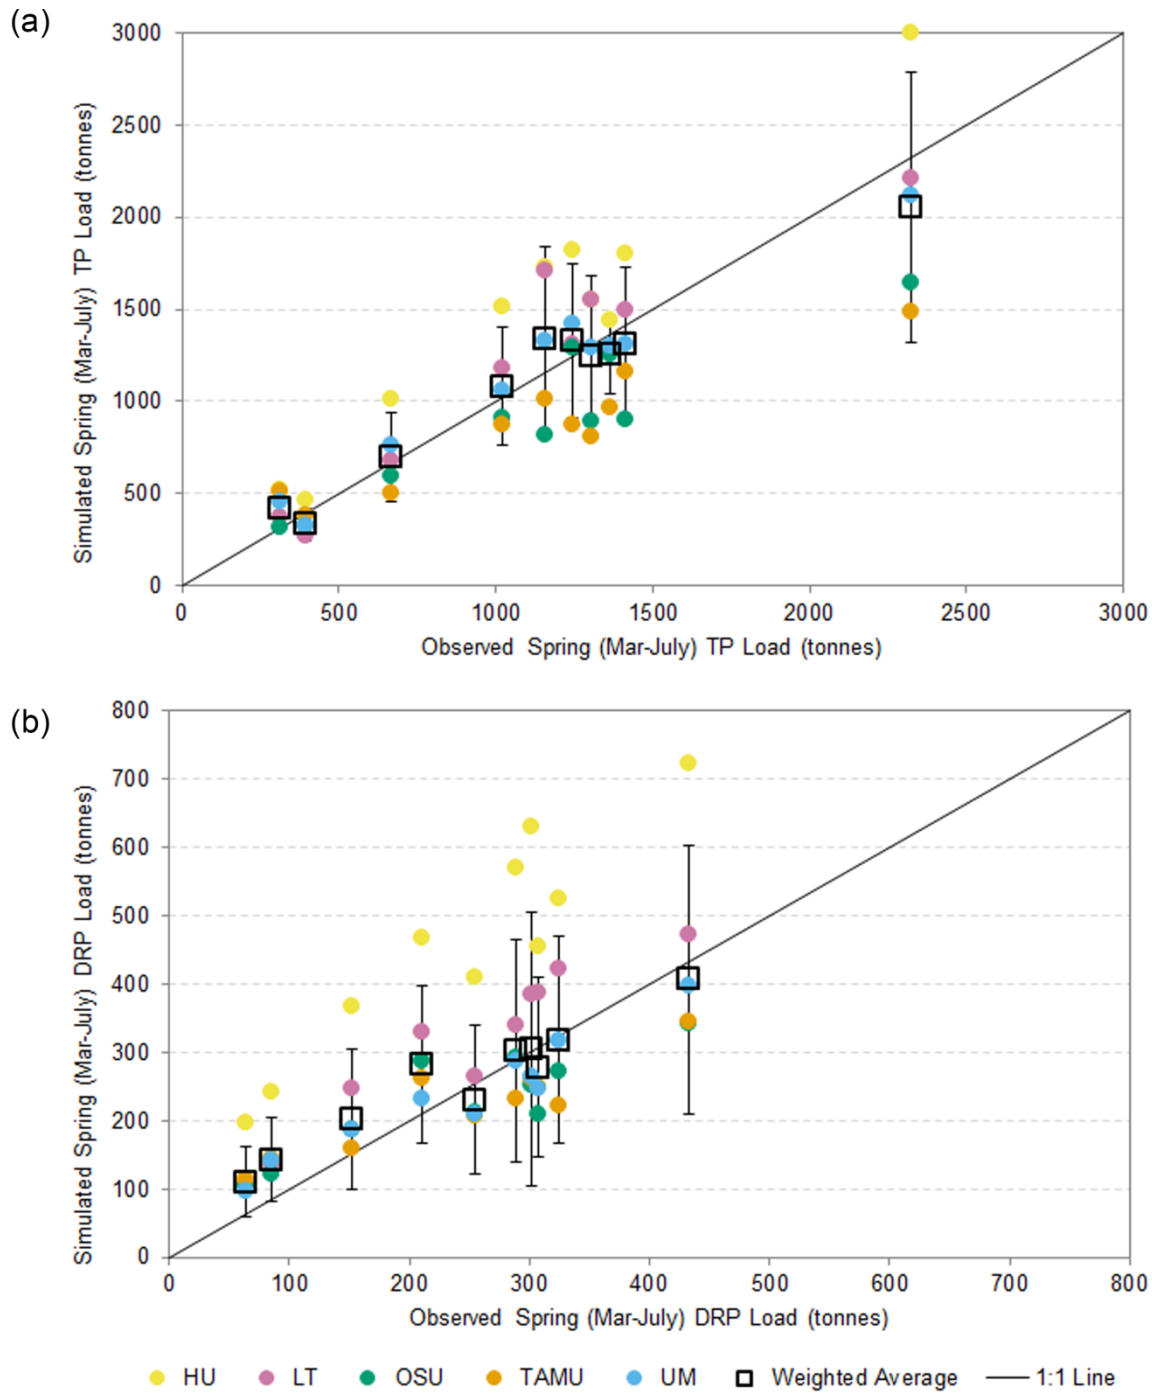 (a)
3000
2500
2000
1500
1000
500
0
0 500 1000 1500 2000 2500 3000
Simulated Spring (Mar-July) TP Load (tonnes)
Observed Spring (Mar-July) TP Load (tonnes)
(b)
800
700
600
500
400
300
200
100
0
0 100 200 300 400 500 600 700 800
Simulated Spring (Mar-July) DRP Load (tonnes)
Observed Spring (Mar-July) DRP Load (tonnes)
HU LT OSU TAMU UM Weighted Average 1:1 Line